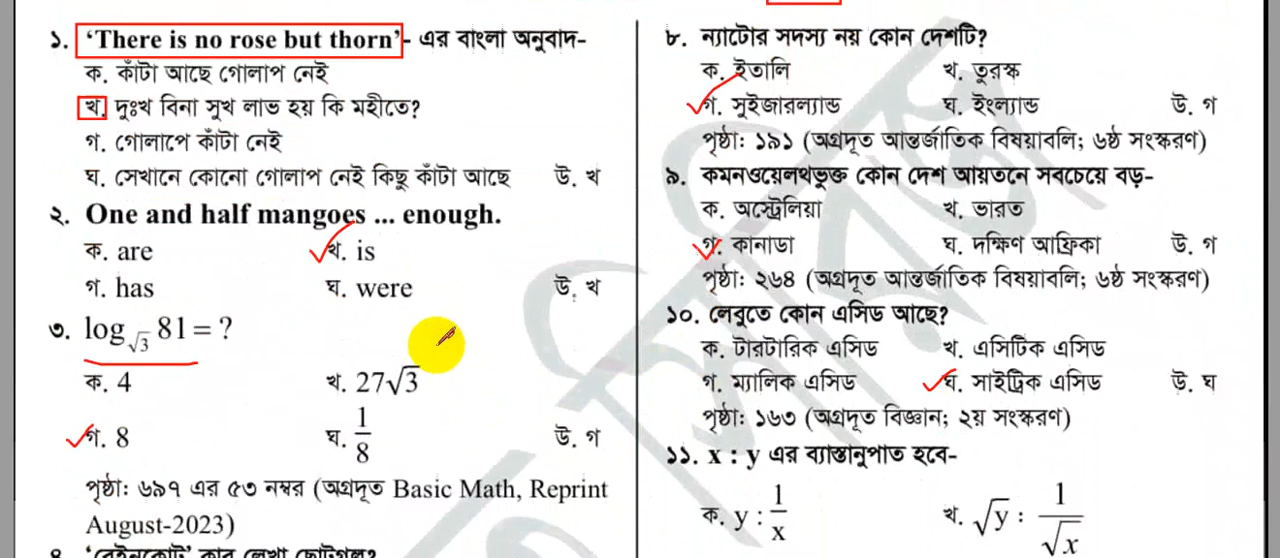 ১. ‘There is no rose but thorn’- এর বাংলা অনুবাদ-
ক. কাঁটা আছে গোলাপ নেই
খ. দুঃখ বিনা সুখ লাভ হয় কি মহীতে?
গ. গোলাপে কাঁটা নেই
ঘ. সেখানে কোনো গোলাপ নেই কিছু কাঁটা আছে উ. খ
২. One and half mangoes ... enough.
ক. are খ. is
গ. has ঘ. were উ. খ
৩. log_√3 81 = ?
ক. 4 খ. 27√3
গ. 8 ঘ. 1/8 উ. গ
পৃষ্ঠা: ৬৯৭ এর ৫৩ নম্বর (অগ্রদূত Basic Math, Reprint
August-2023)
৪. ‘রেইনকোট’ কার লেখা ছোটগল্প?
৮. ন্যাটোর সদস্য নয় কোন দেশটি?
ক. ইতালি খ. তুরস্ক
গ. সুইজারল্যান্ড ঘ. ইংল্যান্ড উ. গ
পৃষ্ঠা: ১৯১ (অগ্রদূত আন্তর্জাতিক বিষয়াবলি; ৬ষ্ঠ সংস্করণ)
৯. কমনওয়েলথভুক্ত কোন দেশ আয়তনে সবচেয়ে বড়-
ক. অস্ট্রেলিয়া খ. ভারত
গ. কানাডা ঘ. দক্ষিণ আফ্রিকা উ. গ
পৃষ্ঠা: ২৬৪ (অগ্রদূত আন্তর্জাতিক বিষয়াবলি; ৬ষ্ঠ সংস্করণ)
১০. লেবুতে কোন এসিড আছে?
ক. টারটারিক এসিড খ. এসিটিক এসিড
গ. ম্যালিক এসিড ঘ. সাইট্রিক এসিড উ. ঘ
পৃষ্ঠা: ১৬৩ (অগ্রদূত বিজ্ঞান; ২য় সংস্করণ)
১১. x : y এর ব্যাস্তানুপাত হবে-
ক. y : 1/x খ. √y : 1/√x